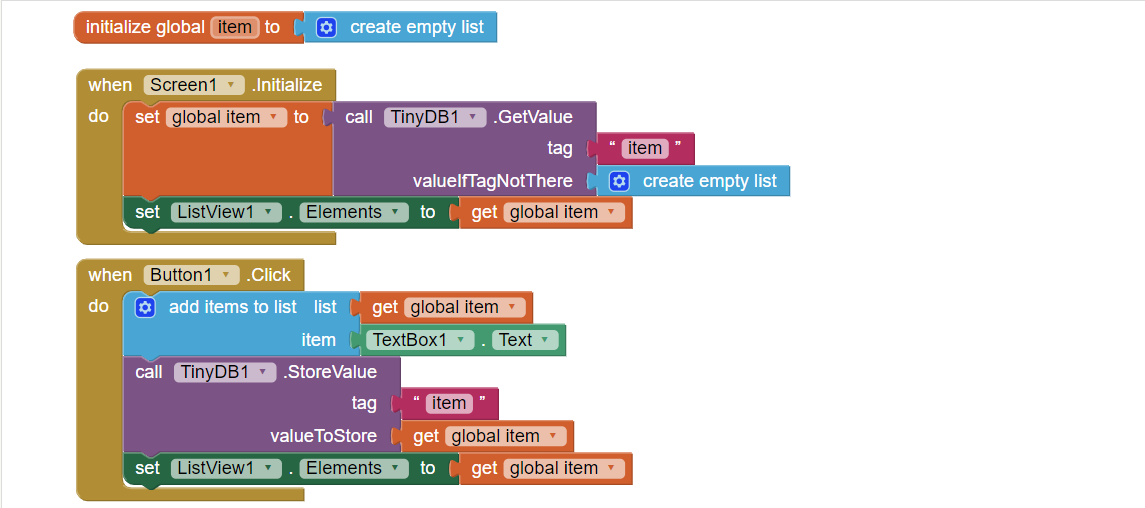 initialize global item to create empty list
when Screen1 .Initialize
do set global item to call TinyDB1 .GetValue
tag " item "
valueIfTagNotThere create empty list
set ListView1 . Elements to get global item
when Button1 .Click
do add items to list list get global item
item TextBox1 . Text
call TinyDB1 .StoreValue
tag " item "
valueToStore get global item
set ListView1 . Elements to get global item